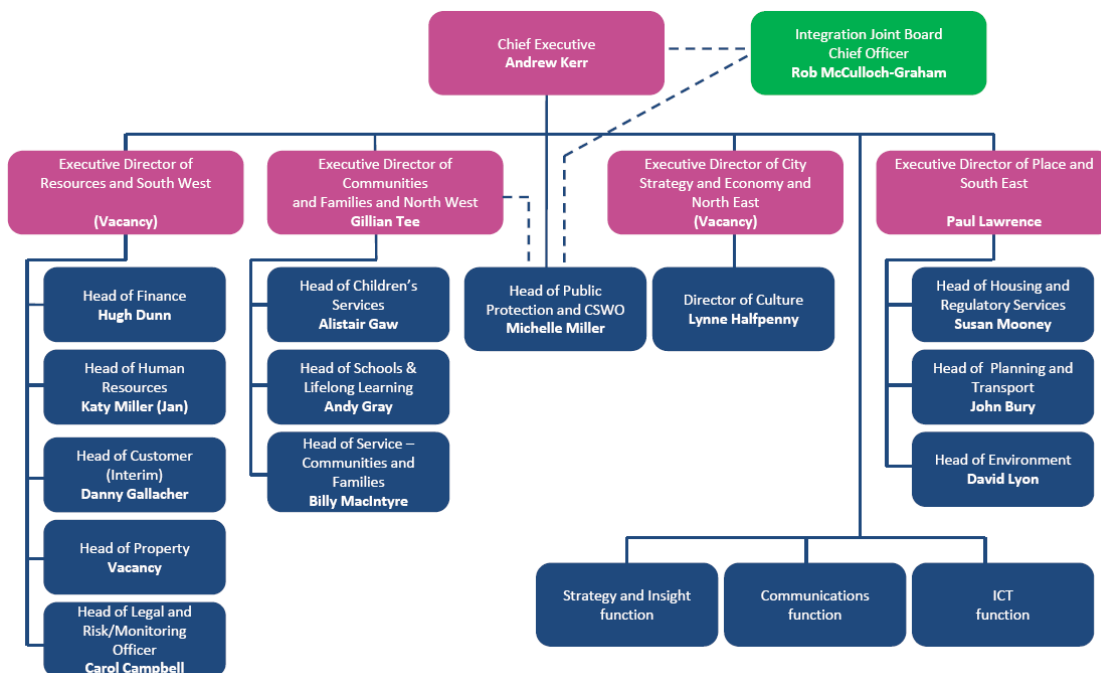 Chief Executive
Andrew Kerr
Integration Joint Board
Chief Officer
Rob McCulloch-Graham
Executive Director of
Resources and South West
(Vacancy)
Executive Director of
Communities
and Families and North West
Gillian Tee
Executive Director of City
Strategy and Economy and
North East
(Vacancy)
Executive Director of Place and
South East
Paul Lawrence
Head of Finance
Hugh Dunn
Head of Human
Resources
Katy Miller (Jan)
Head of Customer
(Interim)
Danny Gallacher
Head of Property
Vacancy
Head of Legal and
Risk/Monitoring
Officer
Carol Campbell
Head of Children's
Services
Alistair Gaw
Head of Schools &
Lifelong Learning
Andy Gray
Head of Service –
Communities and
Families
Billy MacIntyre
Head of Public
Protection and CSWO
Michelle Miller
Director of Culture
Lynne Halfpenny
Head of Housing and
Regulatory Services
Susan Mooney
Head of Planning and
Transport
John Bury
Head of Environment
David Lyon
Strategy and Insight
function
Communications
function
ICT
function